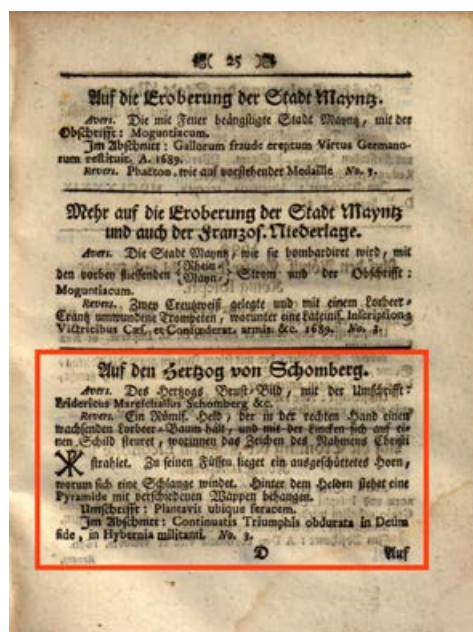 25
Auf die Eroberung der Stadt Mayntz.
Avers. Die mit Feuer beängstigte Stadt Mayntz, mit der
Obschrifft: Moguntiacum.
Im Abschnitt: Gallorum fraude ereptum Virtus Germano-
rum restituit. A. 1689.
Revers. Phaëton, wie auf vorstehender Medaille No.
Mehr auf die Eroberung der Stadt Mayntz
und auch der Franzos. Niederlage.
Avers. Die Stadt Mayntz, wie sie bombardiret wird, mit
den vorbey fliessenden {Rhein-
Mayn-} Strom und der Obschrifft:
Moguntiacum.
Revers. Zwey Creutzweiß gelegte und mit einem Lorbeer-
Crantz umwundene Trompeten, worunter eine Lateinis. Inscription:
Victricibus Cæs. et Confœderat. armis. &c. 1689. No. 3.
Auf den Hertzog von Schomberg.
Avers. Des Hertzogs Brust-Bild, mit der Umschrifft:
Fridericus Mareschallus Schomberg &c.
Revers. Ein Römis. Held, der in der rechten Hand einen
wachsenden Lorbeer-Baum hält, und mit der Lincken sich auf ei-
nen Schild steuret, worinnen das Zeichen des Nahmens Christi
☧ strahlet. Zu seinen Füssen lieget ein ausgeschüttetes Horn,
worum sich eine Schlange windet. Hinter dem Helden stehet eine
Pyramide mit verschiedenen Wappen behangen.
Umschrifft: Plantavit ubique feracem.
Im Abschnitt: Continuatis Triumphis obdurata in Deum
fide, in Hybernia militanti. No. 3.
D Auf